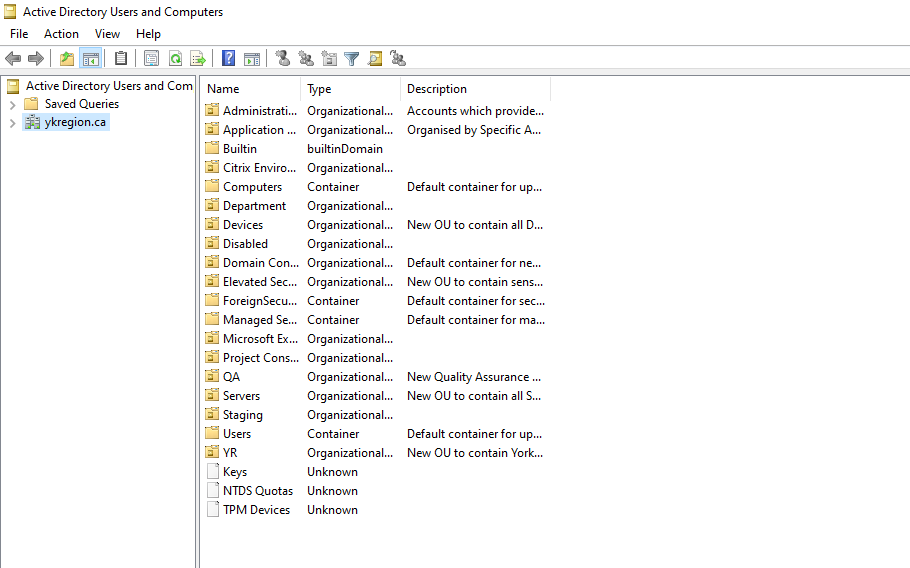 Active Directory Users and Computers
File Action View Help
Active Directory Users and Com
Saved Queries
ykregion.ca
Name Type Description
Administrati... Organizational... Accounts which provide...
Application ... Organizational... Organised by Specific A...
Builtin builtinDomain
Citrix Enviro... Organizational...
Computers Container Default container for up...
Department Organizational...
Devices Organizational... New OU to contain all D...
Disabled Organizational...
Domain Con... Organizational... Default container for ne...
Elevated Sec... Organizational... New OU to contain sens...
ForeignSecu... Container Default container for sec...
Managed Se... Container Default container for ma...
Microsoft Ex... Organizational...
Project Cons... Organizational...
QA Organizational... New Quality Assurance ...
Servers Organizational... New OU to contain all S...
Staging Organizational...
Users Container Default container for up...
YR Organizational... New OU to contain York...
Keys Unknown
NTDS Quotas Unknown
TPM Devices Unknown